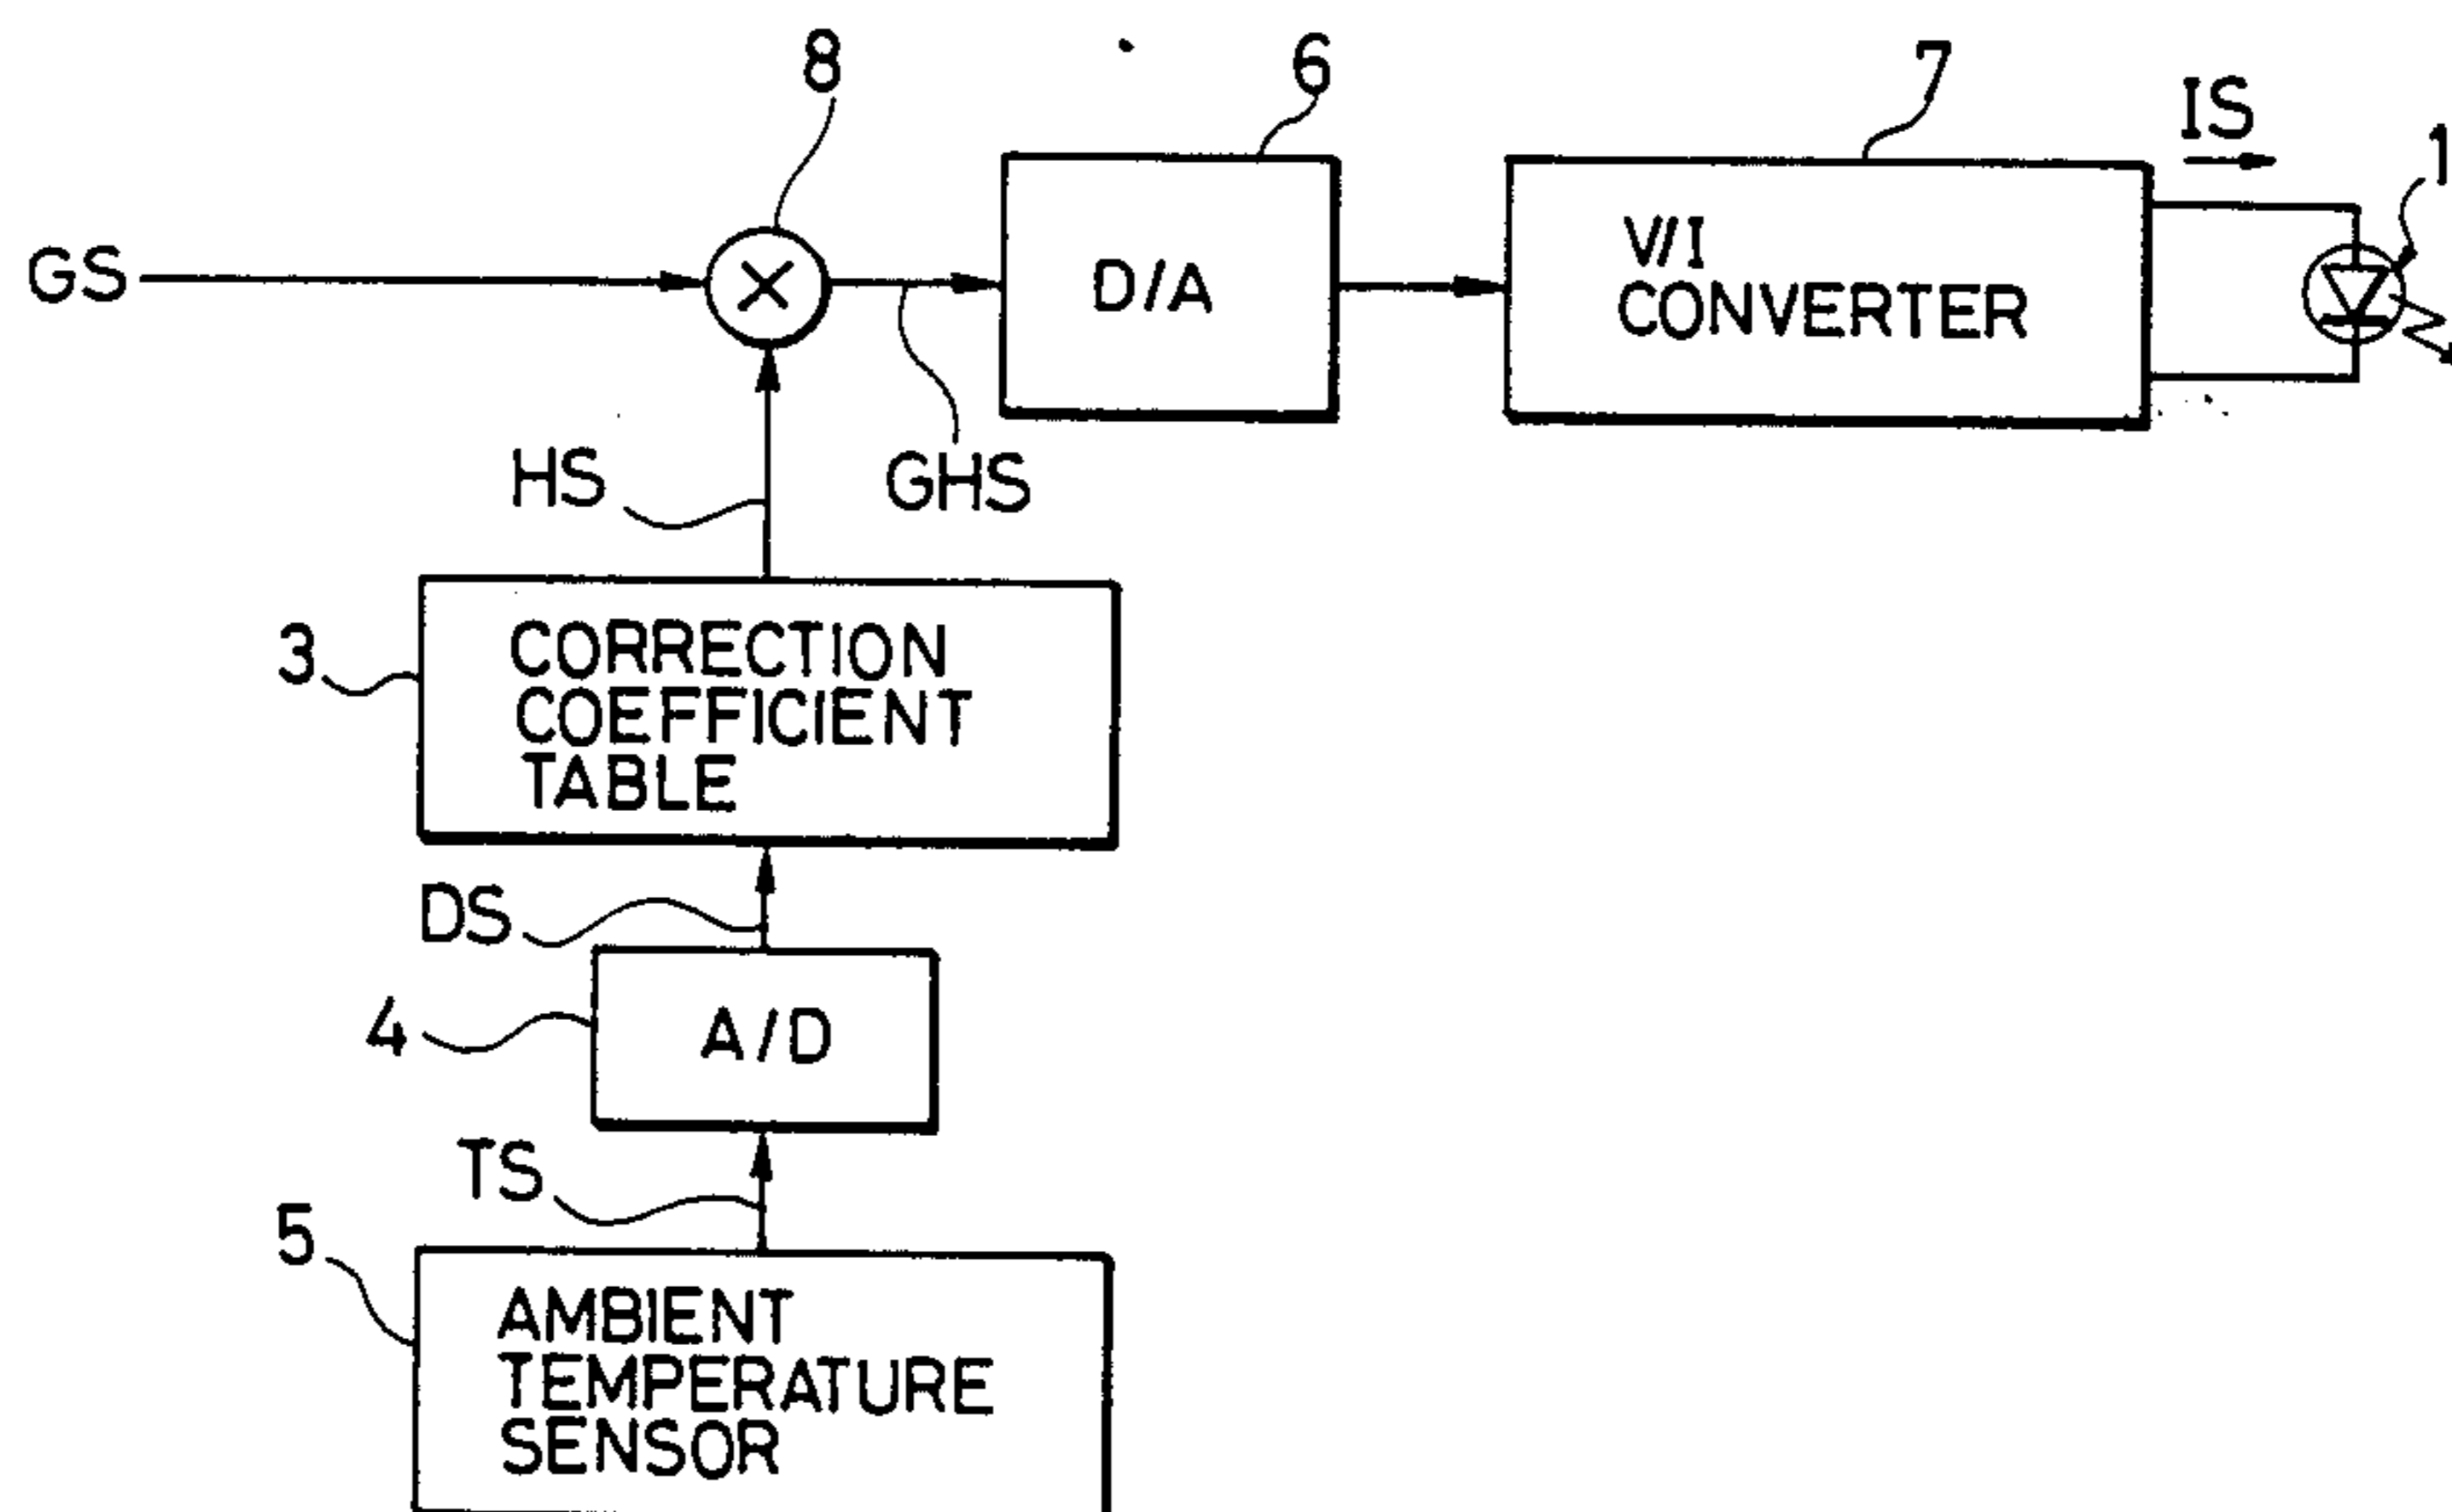 8
6
7
IS
1
GS
×
D/A
V/I
CONVERTER
HS
GHS
3
CORRECTION
COEFFICIENT
TABLE
DS
4
A/D
TS
5
AMBIENT
TEMPERATURE
SENSOR